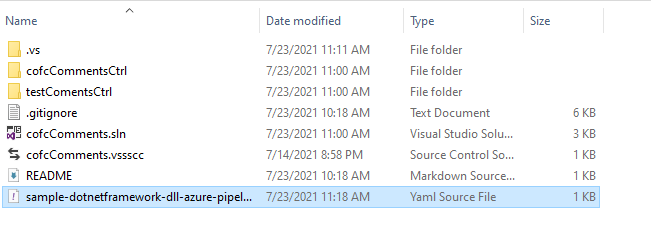 Name Date modified Type Size
.vs 7/23/2021 11:11 AM File folder
cofcCommentsCtrl 7/23/2021 11:00 AM File folder
testComentsCtrl 7/23/2021 11:00 AM File folder
.gitignore 7/23/2021 10:18 AM Text Document 6 KB
cofcComments.sln 7/23/2021 11:00 AM Visual Studio Solu... 3 KB
cofcComments.vssscc 7/14/2021 8:58 PM Source Control So... 1 KB
README 7/23/2021 10:18 AM Markdown Source... 1 KB
sample-dotnetframework-dll-azure-pipel... 7/23/2021 11:18 AM Yaml Source File 1 KB